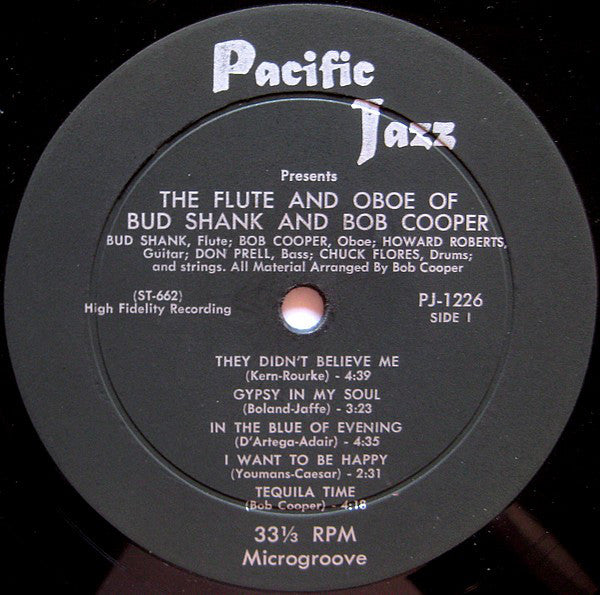 Pacific
Jazz
Presents
THE FLUTE AND OBOE OF
BUD SHANK AND BOB COOPER
BUD SHANK, Flute; BOB COOPER, Oboe; HOWARD ROBERTS,
Guitar; DON PRELL, Bass; CHUCK FLORES, Drums;
and strings. All Material Arranged By Bob Cooper
(ST-662)
High Fidelity Recording
PJ-1226
SIDE I
THEY DIDN'T BELIEVE ME
(Kern-Rourke) - 4:39
GYPSY IN MY SOUL
(Boland-Jaffe) - 3:23
IN THE BLUE OF EVENING
(D'Artega-Adair) - 4:35
I WANT TO BE HAPPY
(Youmans-Caesar) - 2:31
TEQUILA TIME
(Bob Cooper) - 4:18
33⅓ RPM
Microgroove